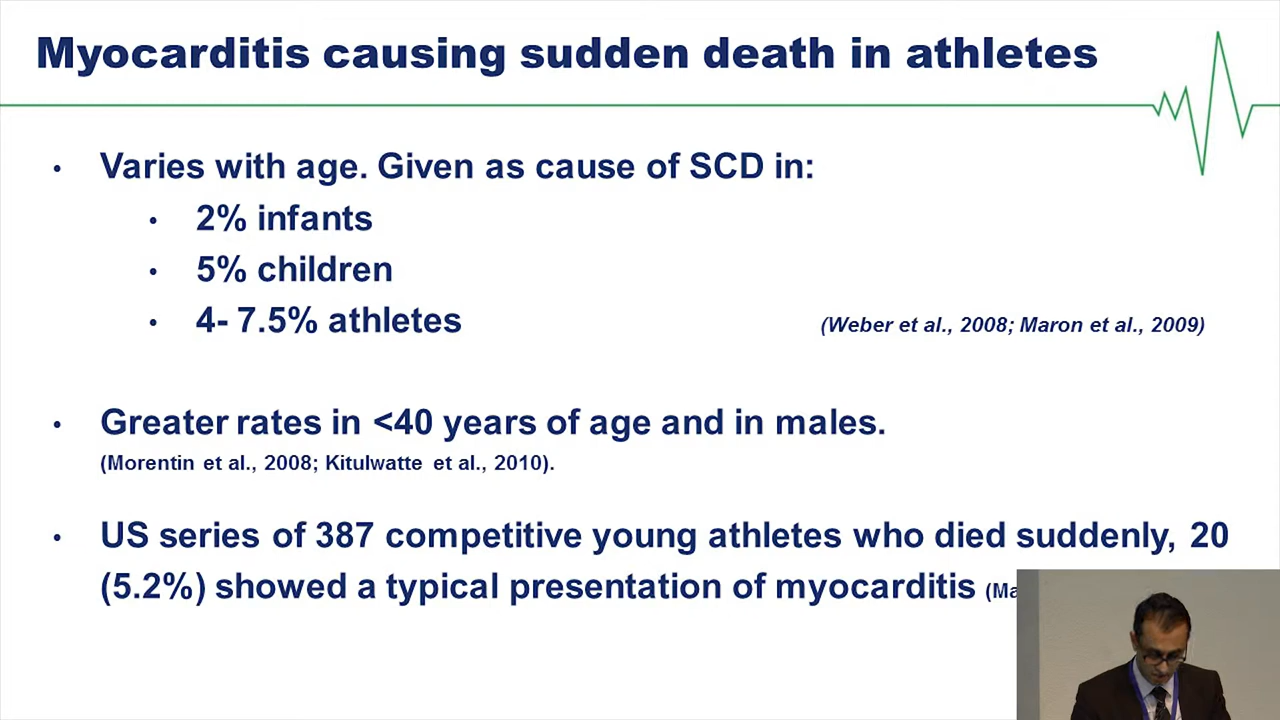 Myocarditis causing sudden death in athletes
• Varies with age. Given as cause of SCD in:
• 2% infants
• 5% children
• 4- 7.5% athletes
(Weber et al., 2008; Maron et al., 2009)
• Greater rates in <40 years of age and in males.
(Morentin et al., 2008; Kitulwatte et al., 2010).
• US series of 387 competitive young athletes who died suddenly, 20
(5.2%) showed a typical presentation of myocarditis